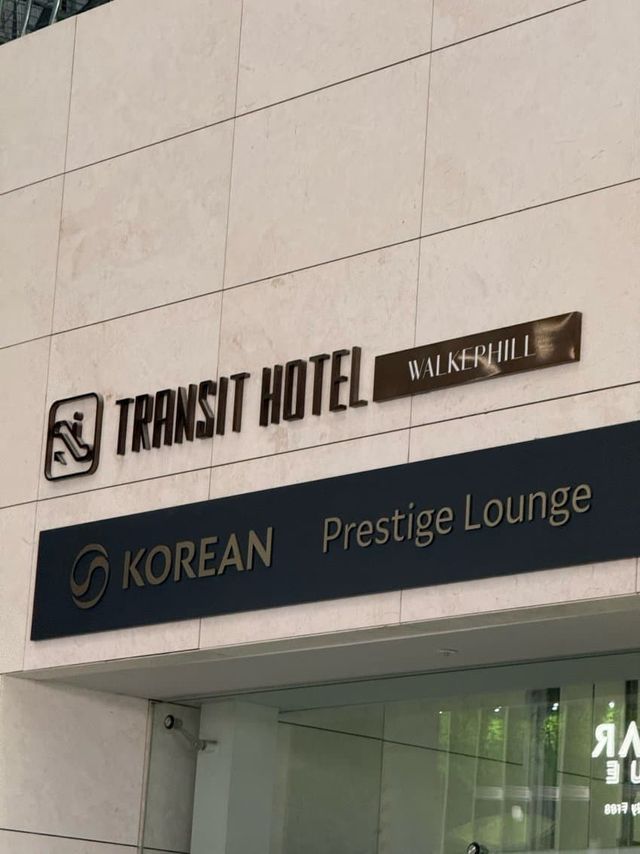 TRANSIT HOTEL WALKERHILL
KOREAN Prestige Lounge